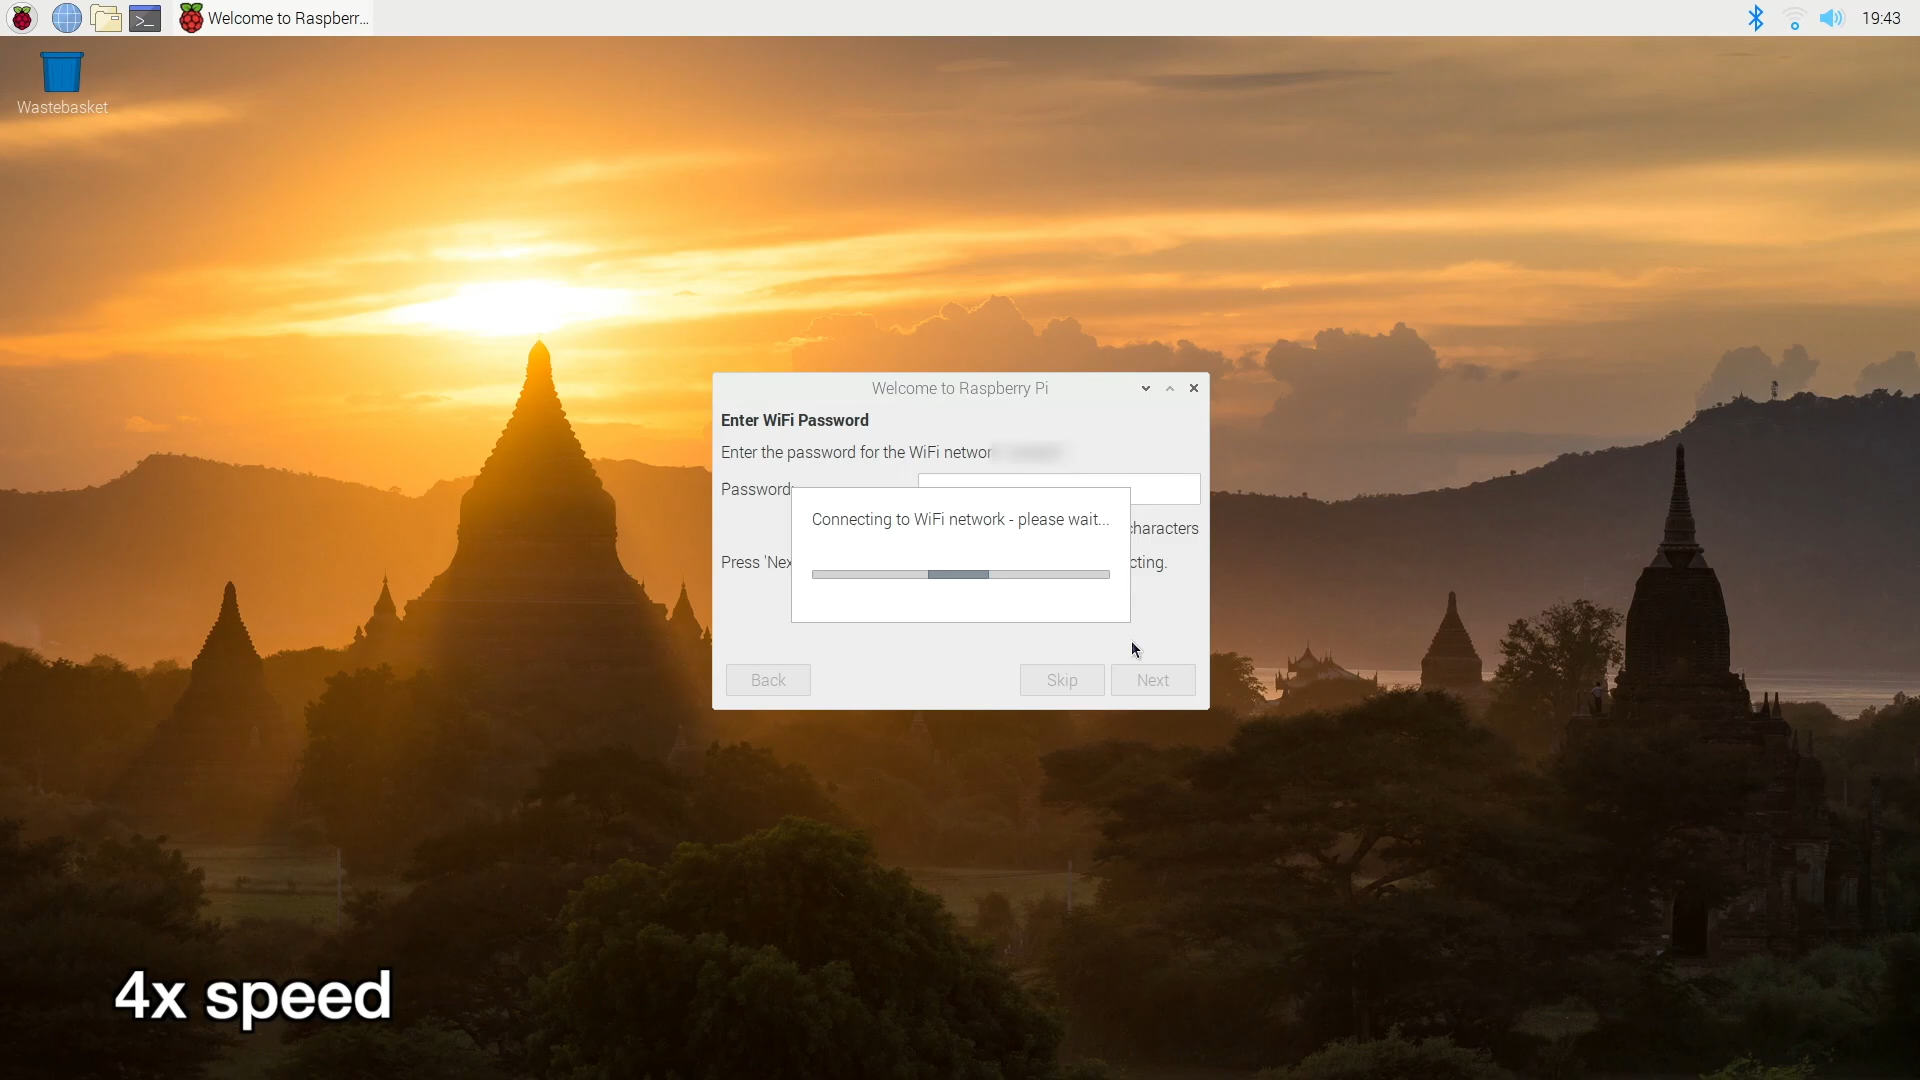 Welcome to Raspberr...
19:43
Wastebasket
Welcome to Raspberry Pi
Enter WiFi Password
Enter the password for the WiFi networ
Password:
Connecting to WiFi network - please wait...
characters
Press 'Nex
cting.
Back
Skip
Next
4x speed